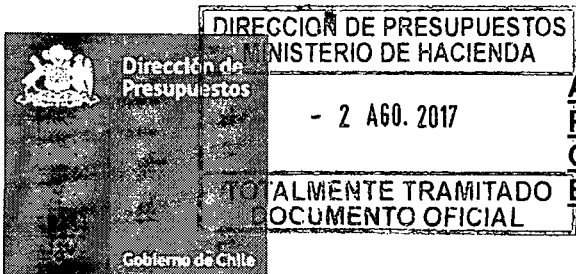 DIRECCION DE PRESUPUESTOS
MINISTERIO DE HACIENDA
- 2 AGO. 2017
TOTALMENTE TRAMITADO
DOCUMENTO OFICIAL
Dirección de
Presupuestos
Gobierno de Chile